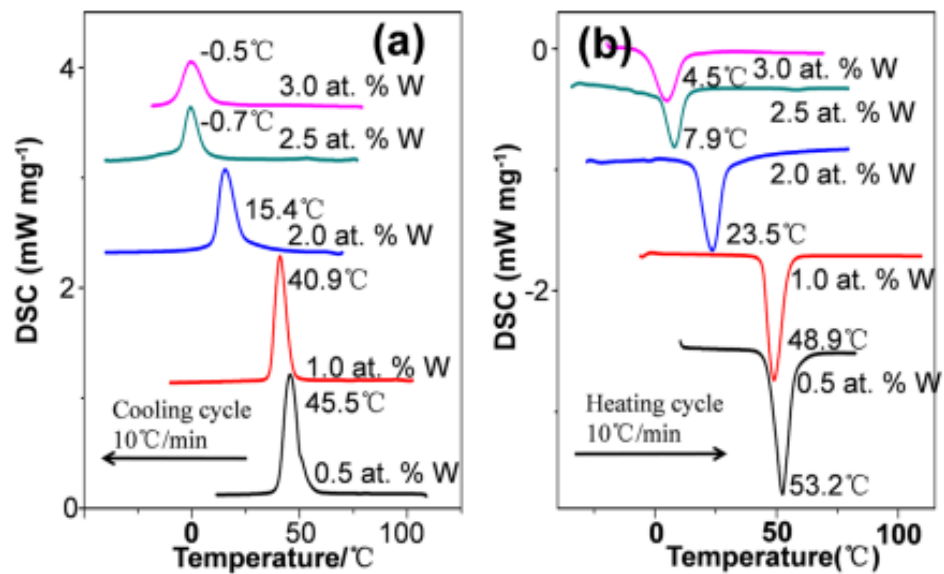 (a)
-0.5℃
3.0 at. % W
-0.7℃
2.5 at. % W
15.4℃
2.0 at. % W
40.9℃
1.0 at. % W
45.5℃
Cooling cycle
10℃/min
0.5 at. % W
4
2
0
DSC (mW mg⁻¹)
0 50 100
Temperature/℃
(b)
3.0 at. % W
4.5℃
2.5 at. % W
7.9℃
2.0 at. % W
23.5℃
1.0 at. % W
48.9℃
0.5 at. % W
Heating cycle
10℃/min
53.2℃
0
-2
DSC (mW mg⁻¹)
0 50 100
Temperature(℃)